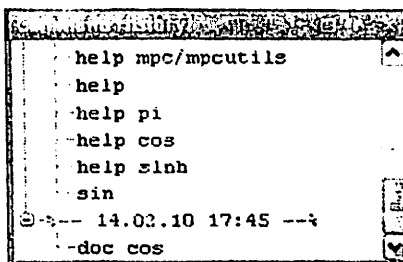 help mpc/mpcutils
help
help pi
help cos
help sinh
sin
%-- 14.02.10 17:45 --%
doc cos